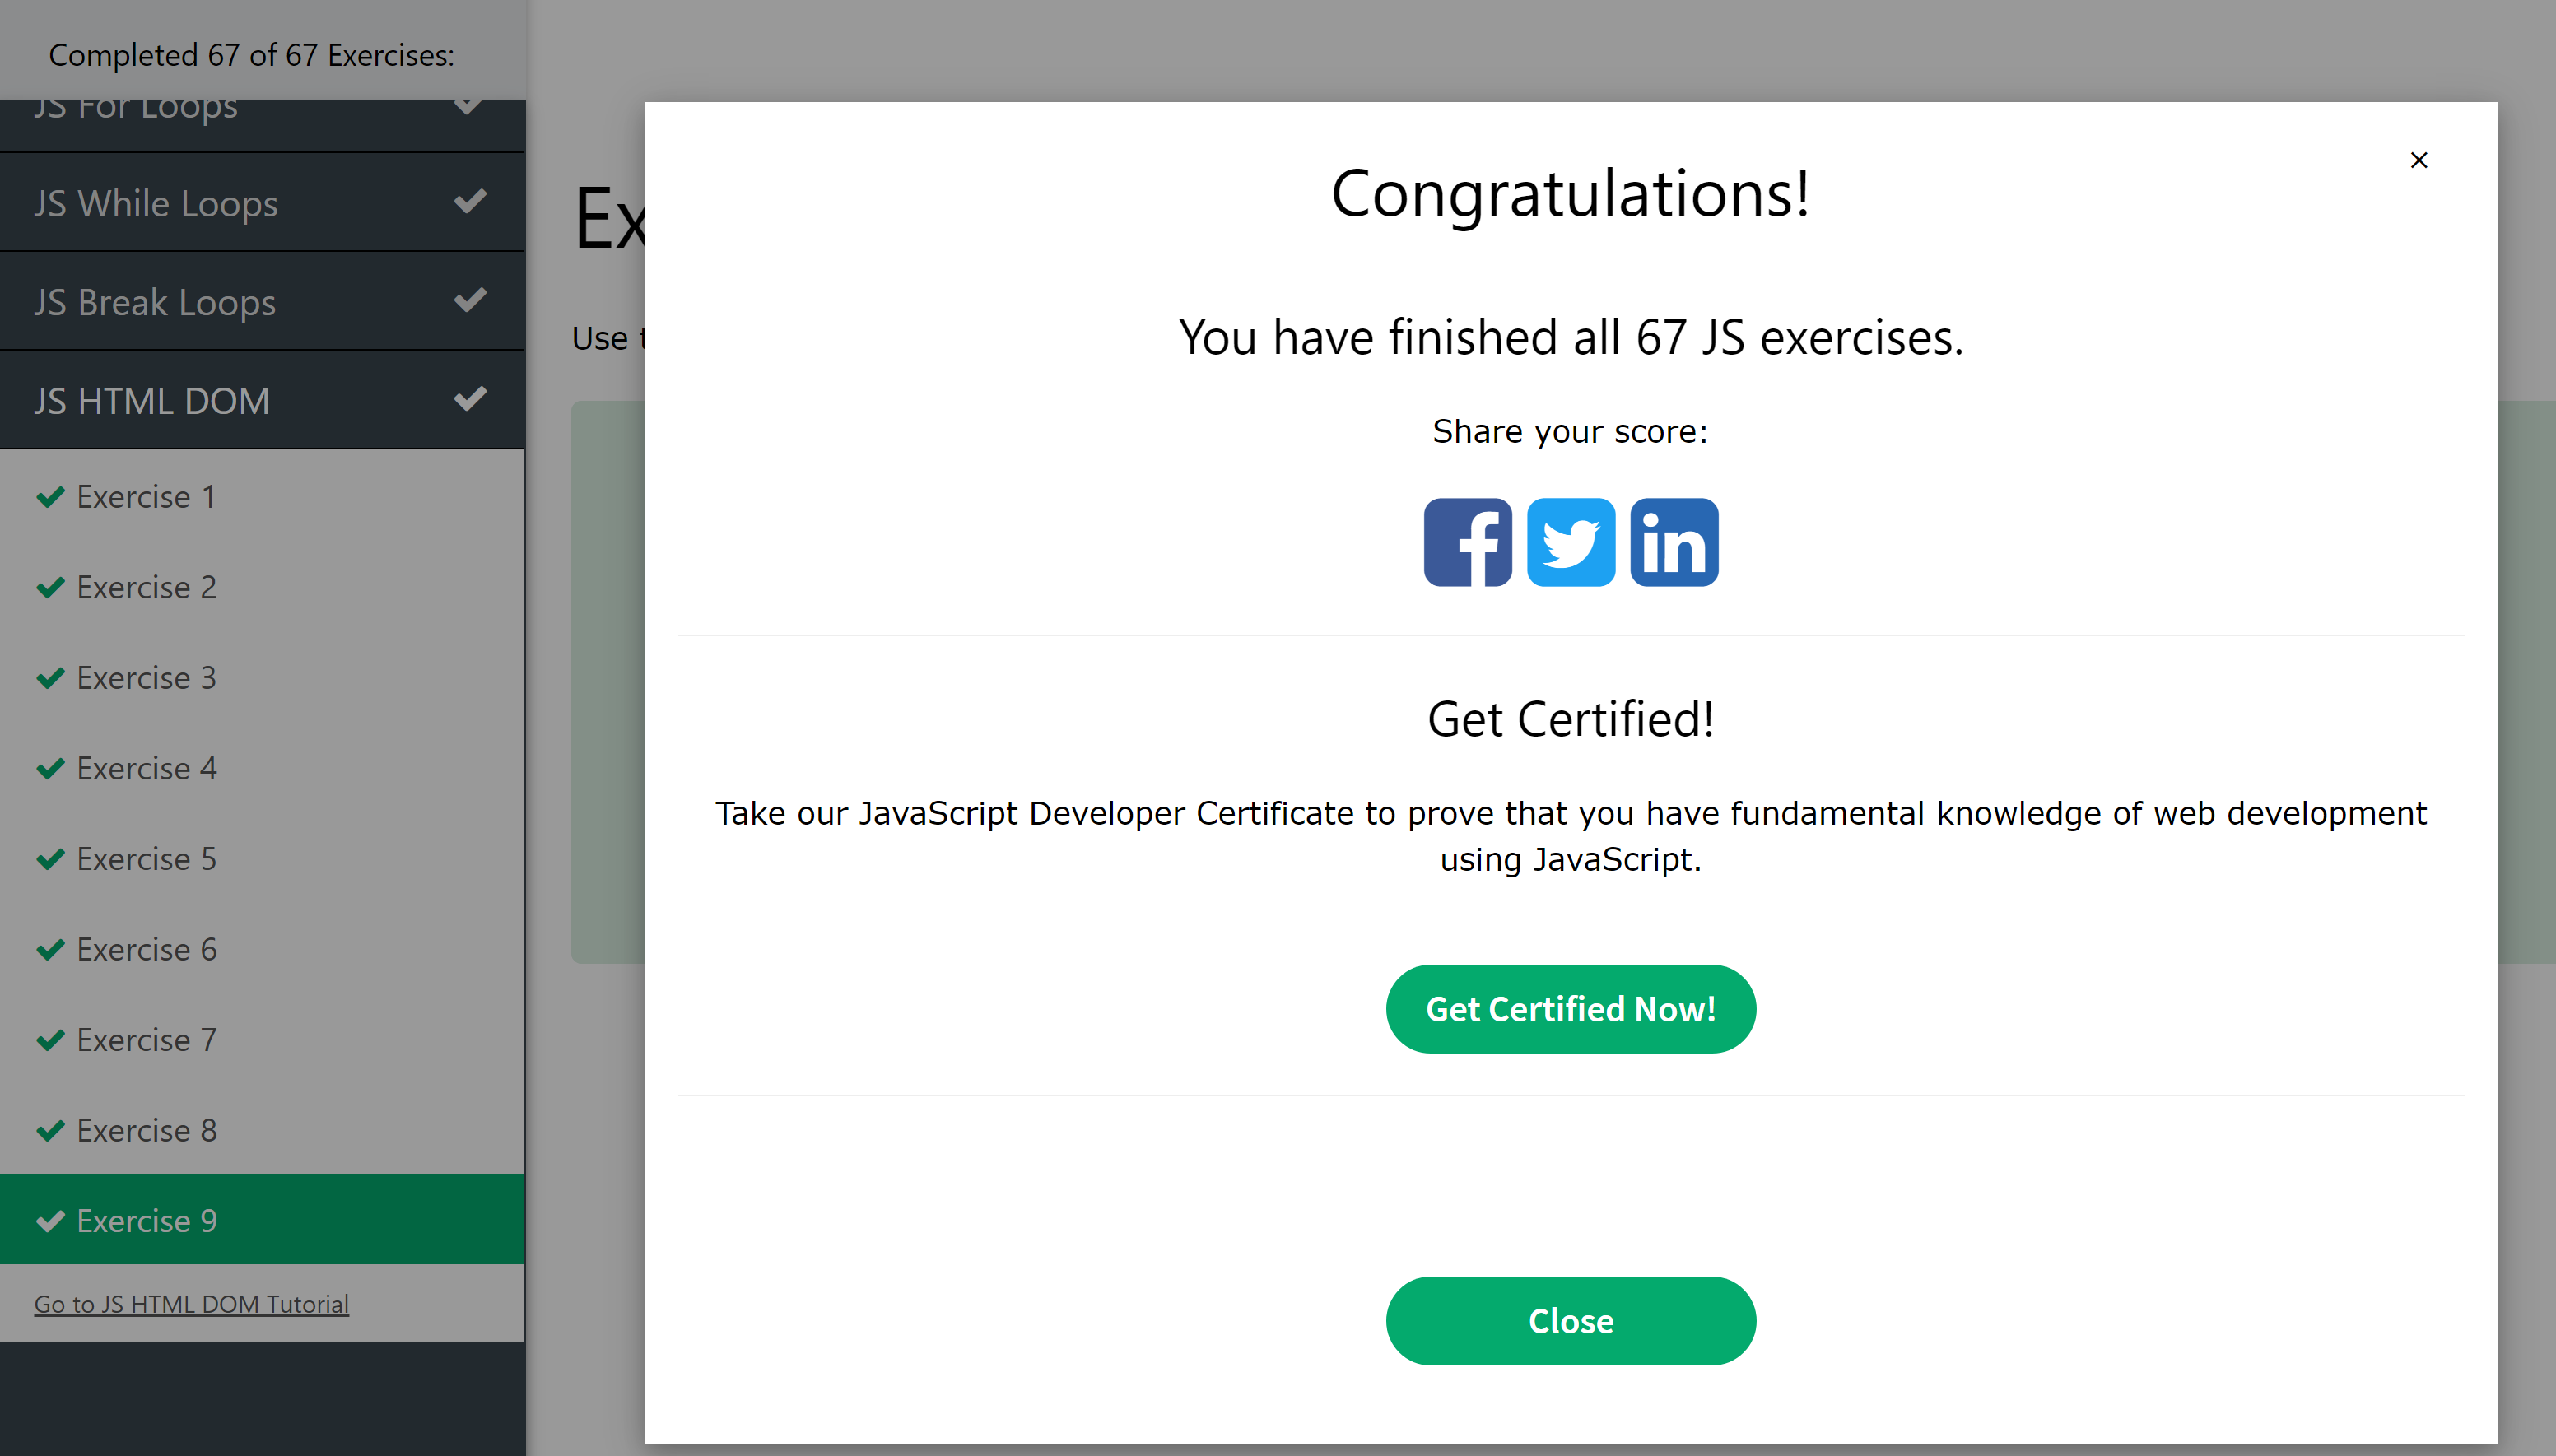 Completed 67 of 67 Exercises:
JS For Loops
JS While Loops
JS Break Loops
JS HTML DOM
Exercise 1
Exercise 2
Exercise 3
Exercise 4
Exercise 5
Exercise 6
Exercise 7
Exercise 8
Exercise 9
Go to JS HTML DOM Tutorial
Ex
Use t
×
Congratulations!
You have finished all 67 JS exercises.
Share your score:
f
in
Get Certified!
Take our JavaScript Developer Certificate to prove that you have fundamental knowledge of web development
using JavaScript.
Get Certified Now!
Close